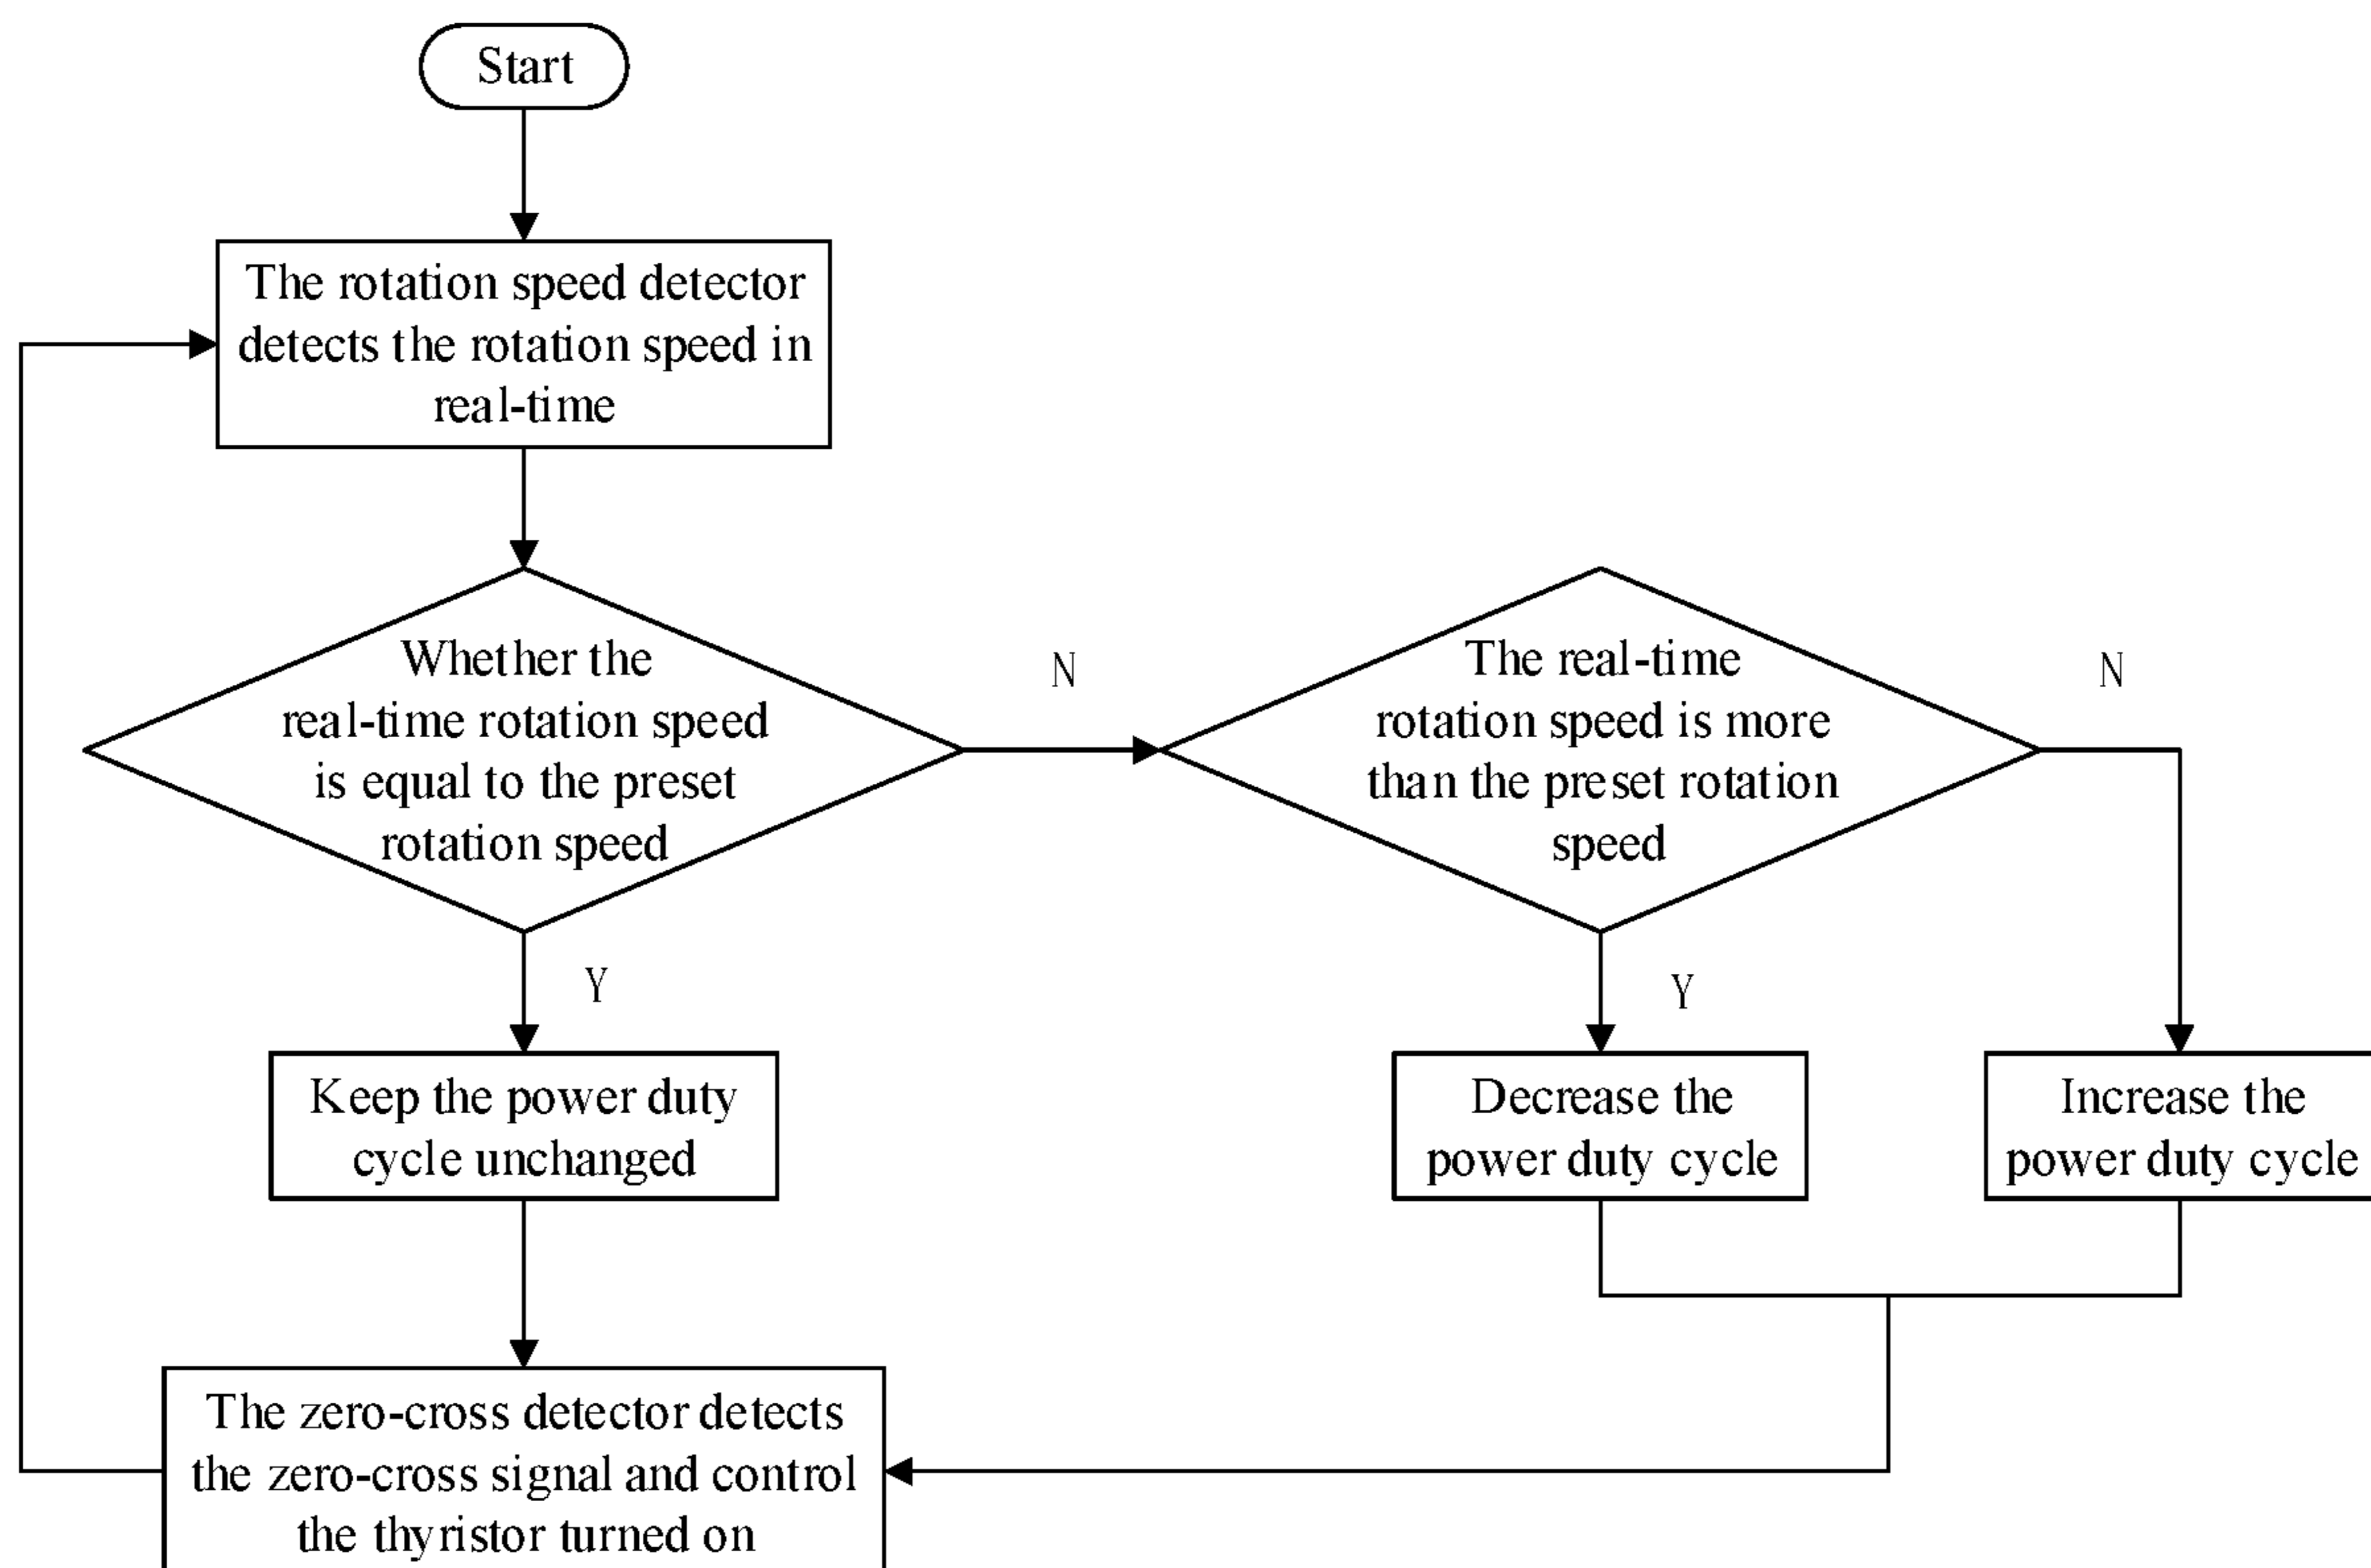 Start
The rotation speed detector
detects the rotation speed in
real-time
Whether the
real-time rotation speed
is equal to the preset
rotation speed
N
The real-time
rotation speed is more
than the preset rotation
speed
N
Y
Y
Keep the power duty
cycle unchanged
Decrease the
power duty cycle
Increase the
power duty cycle
The zero-cross detector detects
the zero-cross signal and control
the thyristor turned on